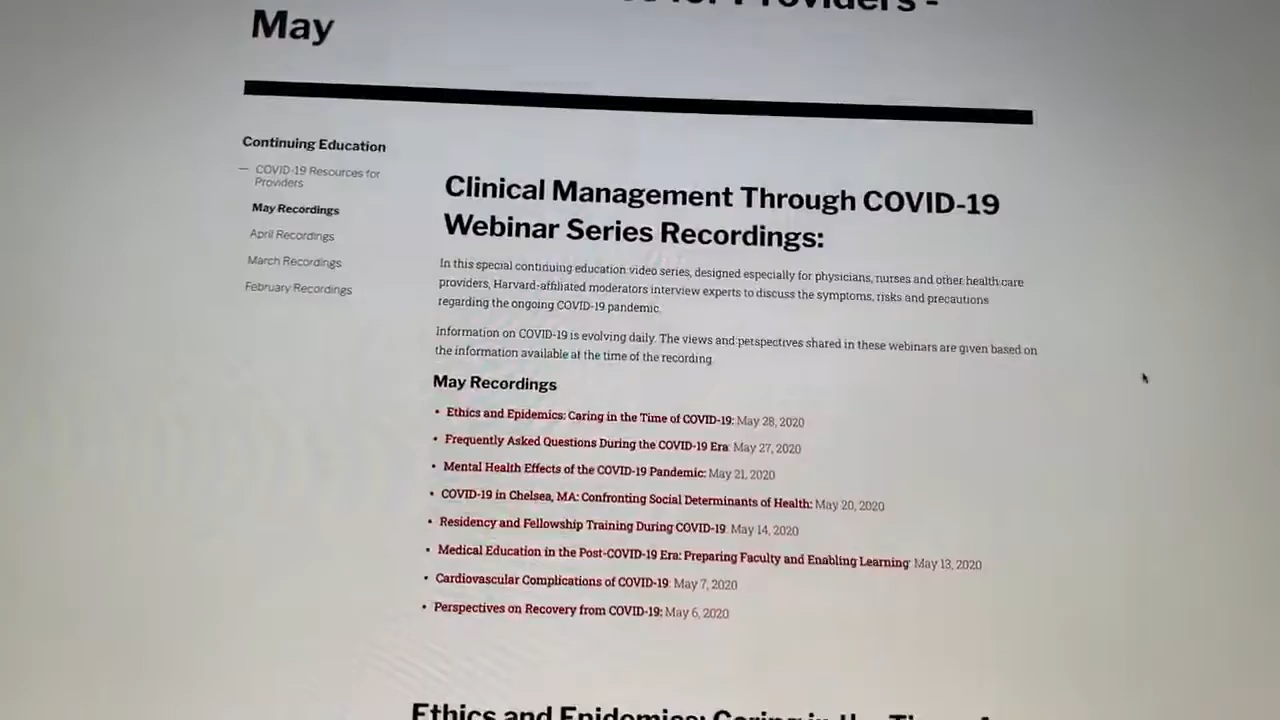 for Providers -
May
Continuing Education
— COVID-19 Resources for
Providers
May Recordings
April Recordings
March Recordings
February Recordings
Clinical Management Through COVID-19
Webinar Series Recordings:
In this special continuing education video series, designed especially for physicians, nurses and other health care
providers, Harvard-affiliated moderators interview experts to discuss the symptoms, risks and precautions
regarding the ongoing COVID-19 pandemic.
Information on COVID-19 is evolving daily. The views and perspectives shared in these webinars are given based on
the information available at the time of the recording.
May Recordings
• Ethics and Epidemics: Caring in the Time of COVID-19: May 28, 2020
• Frequently Asked Questions During the COVID-19 Era: May 27, 2020
• Mental Health Effects of the COVID-19 Pandemic: May 21, 2020
• COVID-19 in Chelsea, MA: Confronting Social Determinants of Health: May 20, 2020
• Residency and Fellowship Training During COVID-19: May 14, 2020
• Medical Education in the Post-COVID-19 Era: Preparing Faculty and Enabling Learning: May 13, 2020
• Cardiovascular Complications of COVID-19: May 7, 2020
• Perspectives on Recovery from COVID-19: May 6, 2020
Ethics and Epidemics: Caring in the Time of